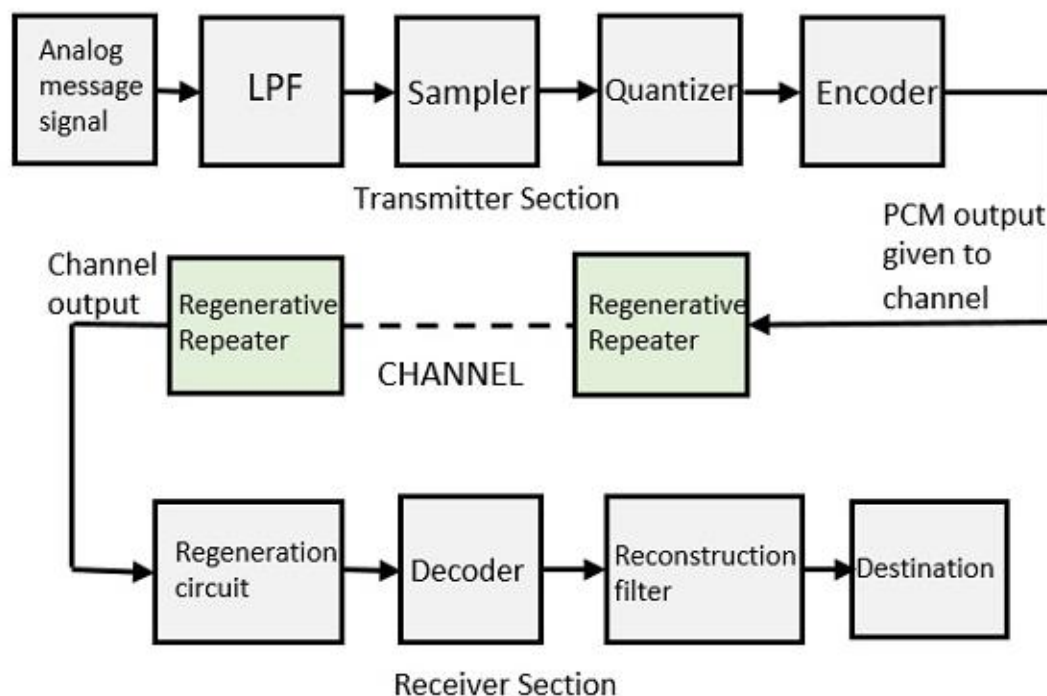 Analog
message
signal
LPF
Sampler
Quantizer
Encoder
Transmitter Section
PCM output
given to
channel
Channel
output
Regenerative
Repeater
CHANNEL
Regenerative
Repeater
Regeneration
circuit
Decoder
Reconstruction
filter
Destination
Receiver Section